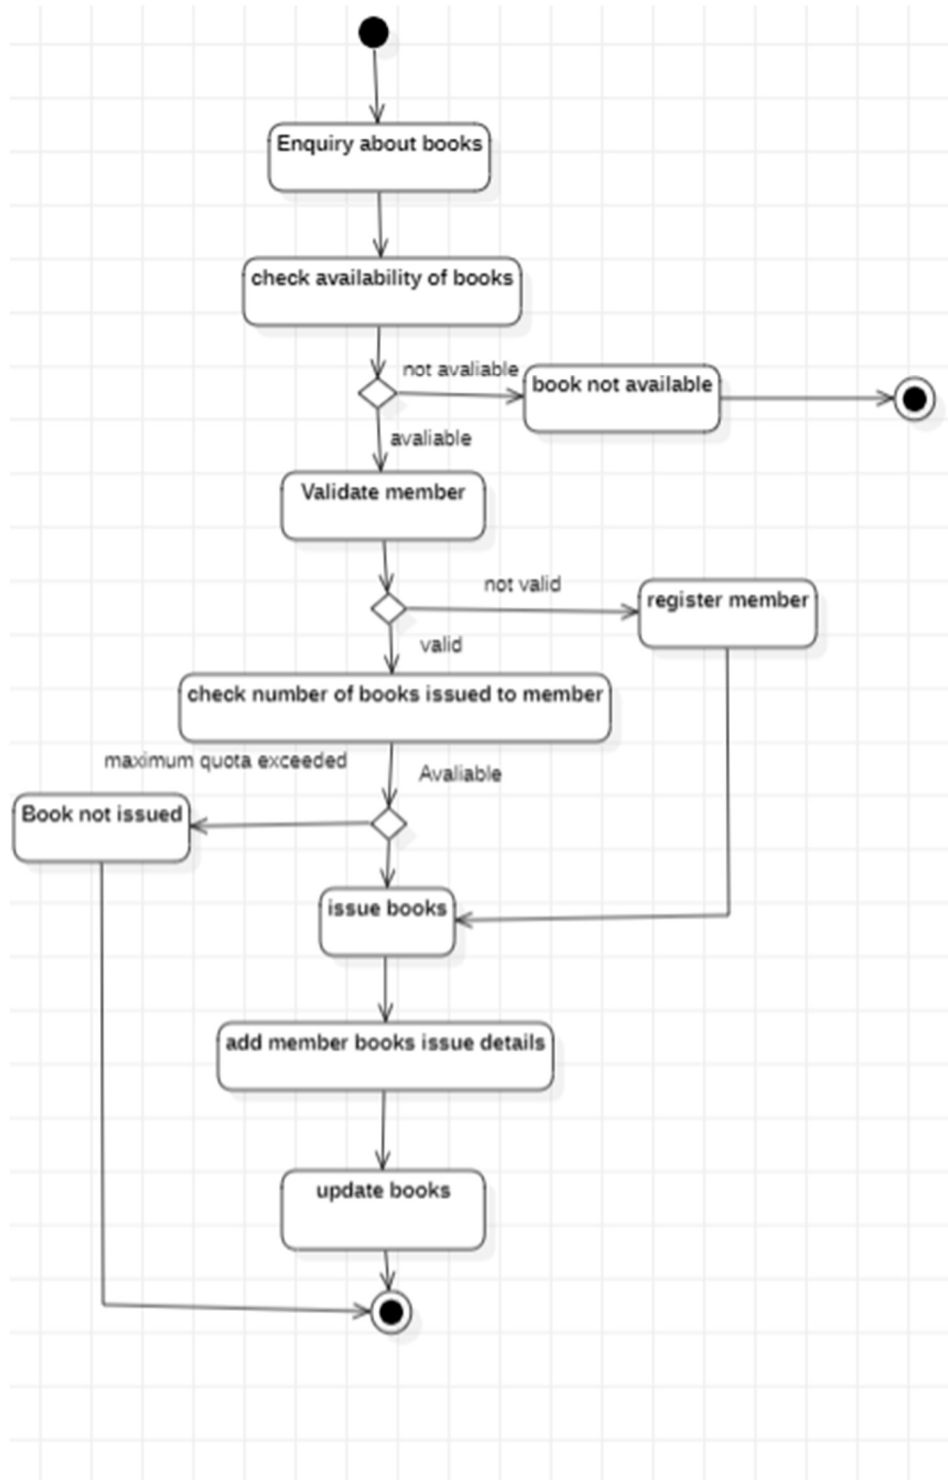 Enquiry about books
check availability of books
not avaliable
book not available
avaliable
Validate member
not valid
register member
valid
check number of books issued to member
maximum quota exceeded
Avaliable
Book not issued
issue books
add member books issue details
update books